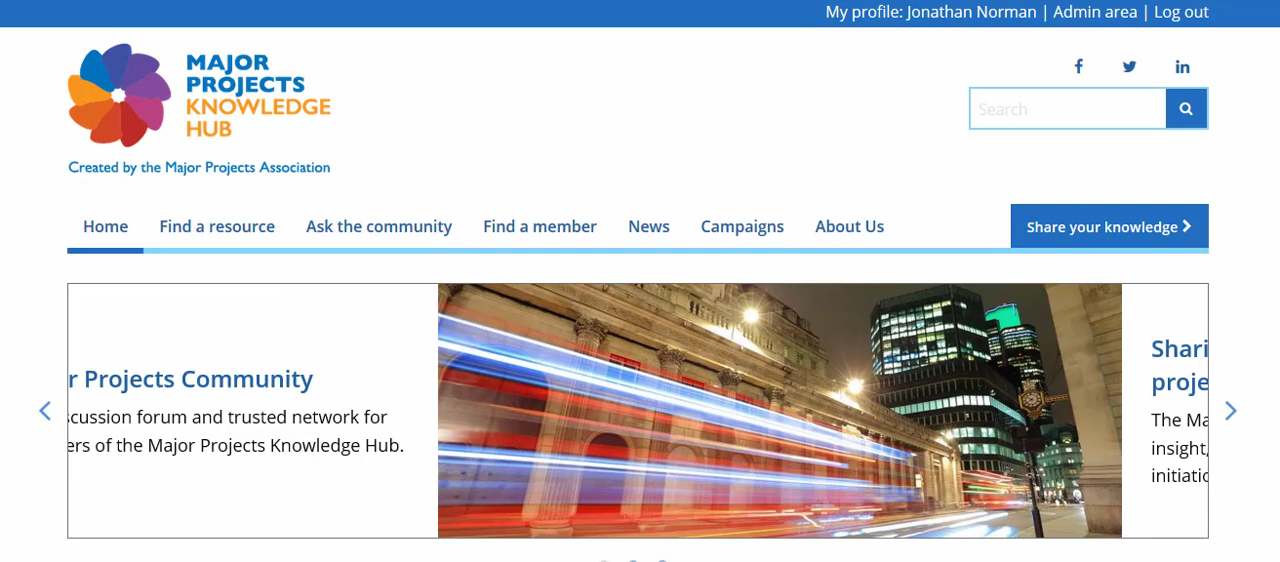 My profile: Jonathan Norman | Admin area | Log out
MAJOR
PROJECTS
KNOWLEDGE
HUB
Created by the Major Projects Association
Search
Home Find a resource Ask the community Find a member News Campaigns About Us Share your knowledge
r Projects Community
scussion forum and trusted network for
ers of the Major Projects Knowledge Hub.
Shari
proje
The Ma
insight,
initiatic